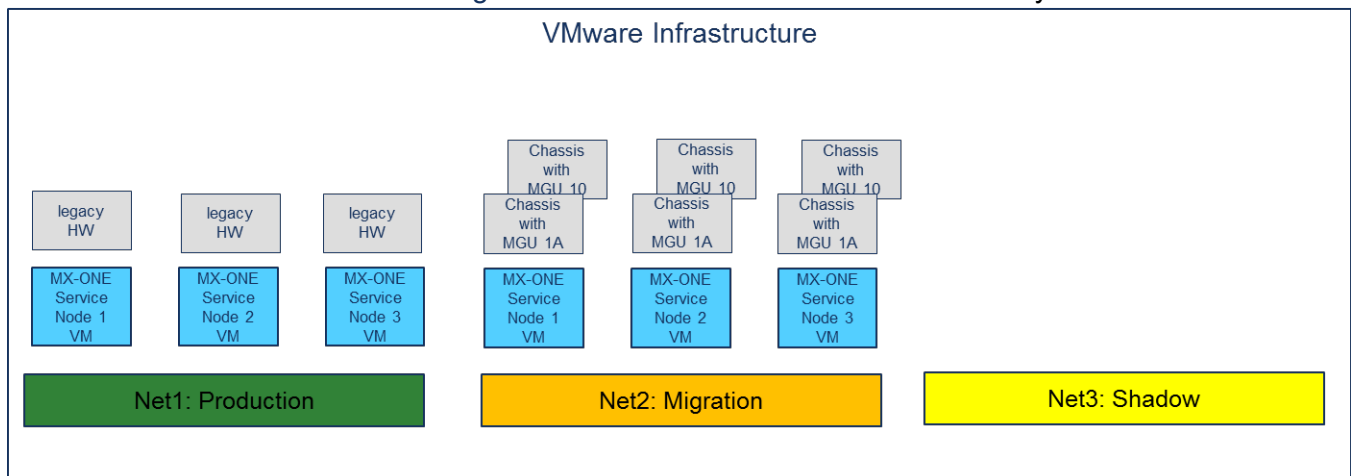 VMware Infrastructure
Chassis
with
MGU 10
Chassis
with
MGU 10
Chassis
with
MGU 10
legacy
HW
legacy
HW
legacy
HW
Chassis
with
MGU 1A
Chassis
with
MGU 1A
Chassis
with
MGU 1A
MX-ONE
Service
Node 1
VM
MX-ONE
Service
Node 2
VM
MX-ONE
Service
Node 3
VM
MX-ONE
Service
Node 1
VM
MX-ONE
Service
Node 2
VM
MX-ONE
Service
Node 3
VM
Net1: Production
Net2: Migration
Net3: Shadow